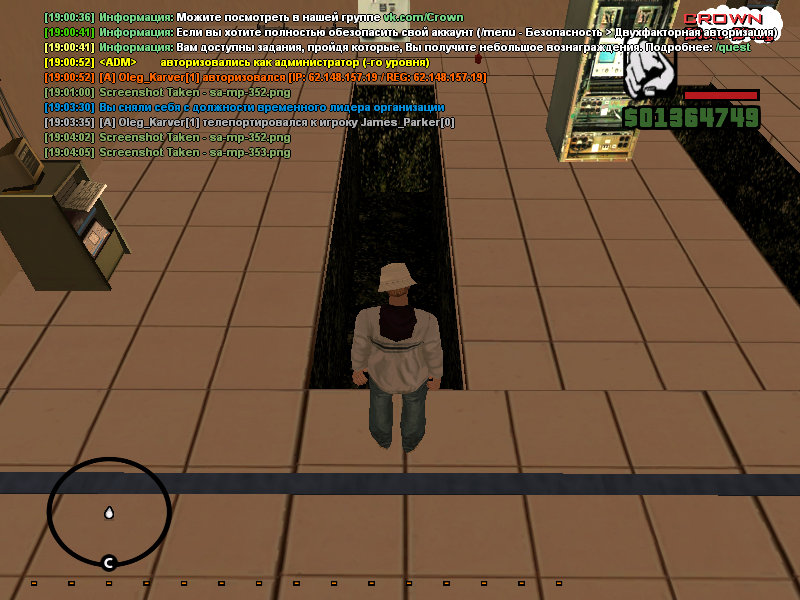 [19:00:36] Информация: Можите посмотреть в нашей группе vk.com/Crown
[19:00:41] Информация: Если вы хотите полностью обезопасить свой аккаунт (/menu - Безопасность > Двухфакторная авторизация)
[19:00:41] Информация: Вам доступны задания, пройдя которые, Вы получите небольшое вознаграждения. Подробнее: /quest
[19:00:52] <ADM> авторизовались как администратор (-го уровня)
[19:00:52] [A] Oleg_Karver[1] авторизовался [IP: 62.148.157.19 / REG: 62.148.157.19]
[19:01:00] Screenshot Taken - sa-mp-352.png
[19:03:30] Вы сняли себя с должности временного лидера организации
[19:03:35] [A] Oleg_Karver[1] телепортировался к игроку James_Parker[0]
[19:04:02] Screenshot Taken - sa-mp-352.png
[19:04:05] Screenshot Taken - sa-mp-353.png
CROWN
$01364749
C